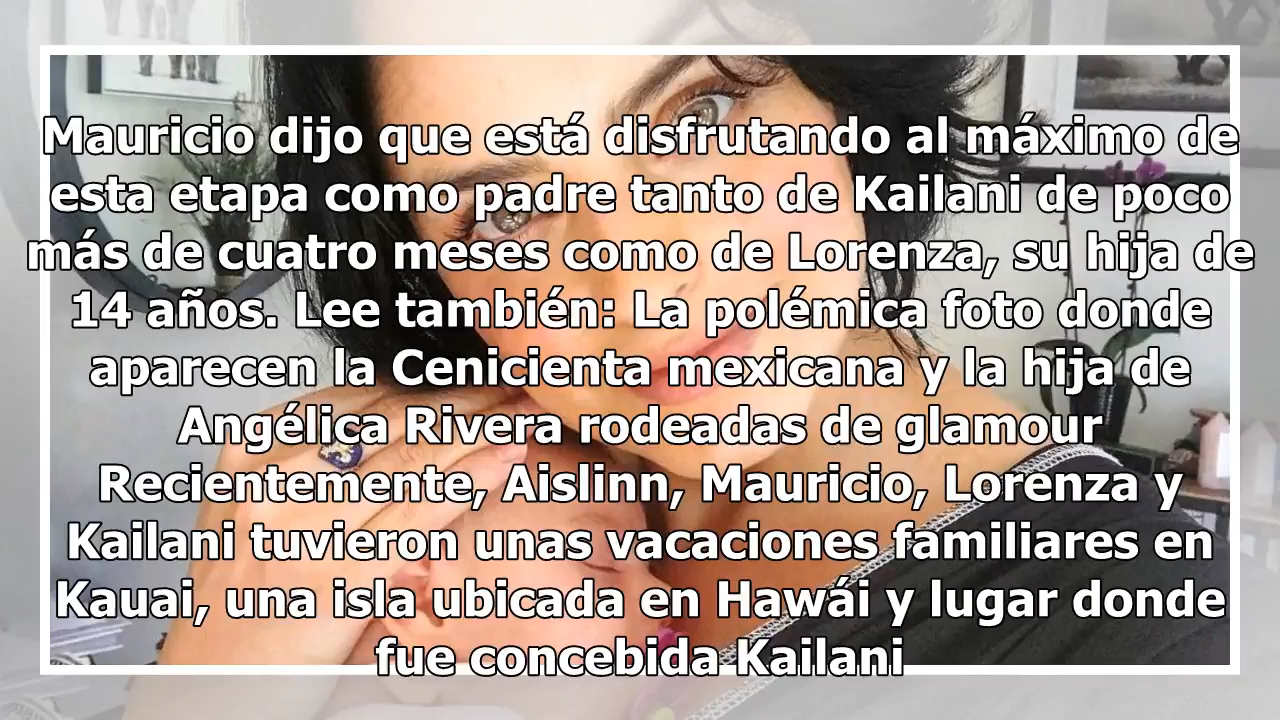 Mauricio dijo que está disfrutando al máximo de
esta etapa como padre tanto de Kailani de poco
más de cuatro meses como de Lorenza, su hija de
14 años. Lee también: La polémica foto donde
aparecen la Cenicienta mexicana y la hija de
Angélica Rivera rodeadas de glamour
Recientemente, Aislinn, Mauricio, Lorenza y
Kailani tuvieron unas vacaciones familiares en
Kauai, una isla ubicada en Hawái y lugar donde
fue concebida Kailani